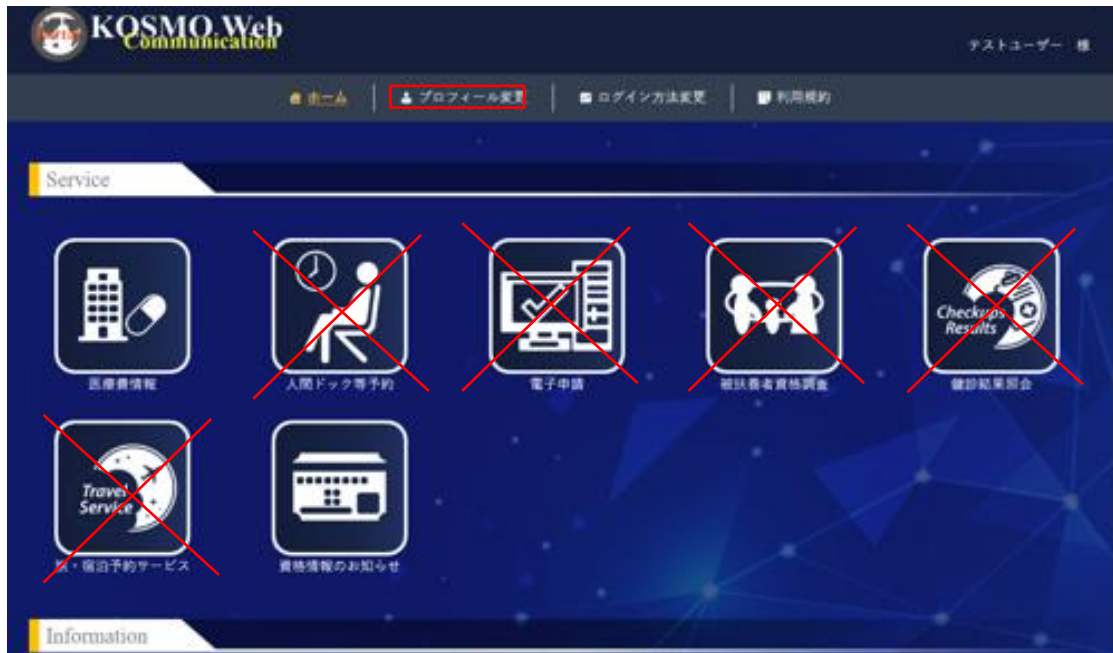 KOSMO Web
Communication
テストユーザー 様
ホーム
プロフィール変更
ログイン方法変更
利用規約
Service
医療費情報
人間ドック等予約
電子申請
被扶養者資格調査
Checkups
Results
健診結果照会
Travel
Service
旅・宿泊予約サービス
資格情報のお知らせ
Information